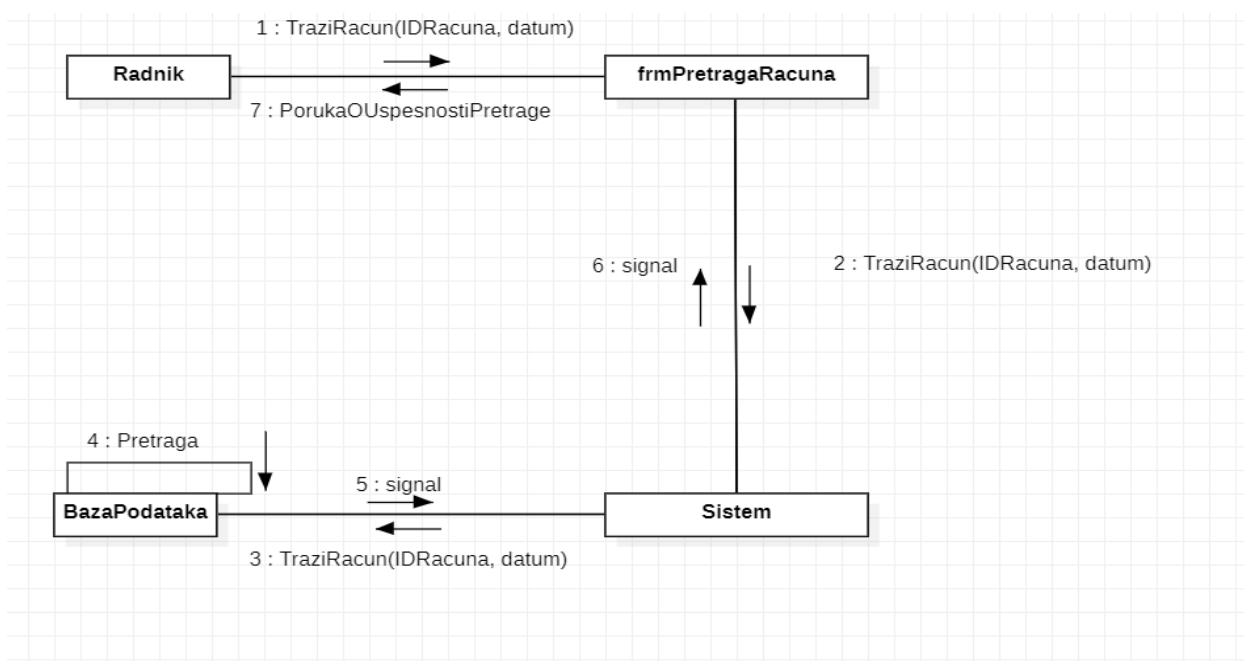 1 : TraziRacun(IDRacuna, datum)
Radnik
frmPretragaRacuna
7 : PorukaOUspesnostiPretrage
6 : signal
2 : TraziRacun(IDRacuna, datum)
4 : Pretraga
5 : signal
BazaPodataka
Sistem
3 : TraziRacun(IDRacuna, datum)